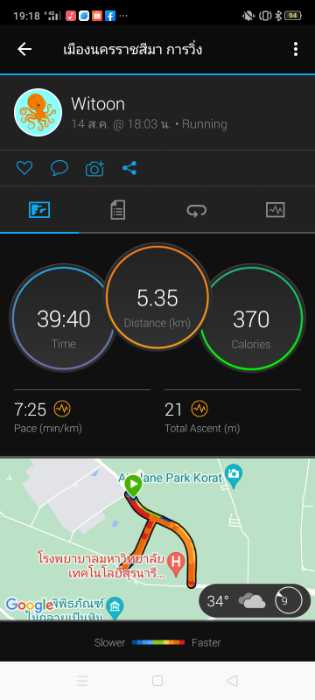 19:18
94
เมืองนครราชสีมา การวิ่ง
Witoon
14 ส.ค. @ 18:03 น. • Running
39:40
Time
5.35
Distance (km)
370
Calories
7:25
Pace (min/km)
21
Total Ascent (m)
Park Korat
โรงพยาบาลมหาวิทยาลัย
เทคโนโลยีสุรนารี...
H
Google
พิพิธภัณฑ์
34°
9
Slower
Faster